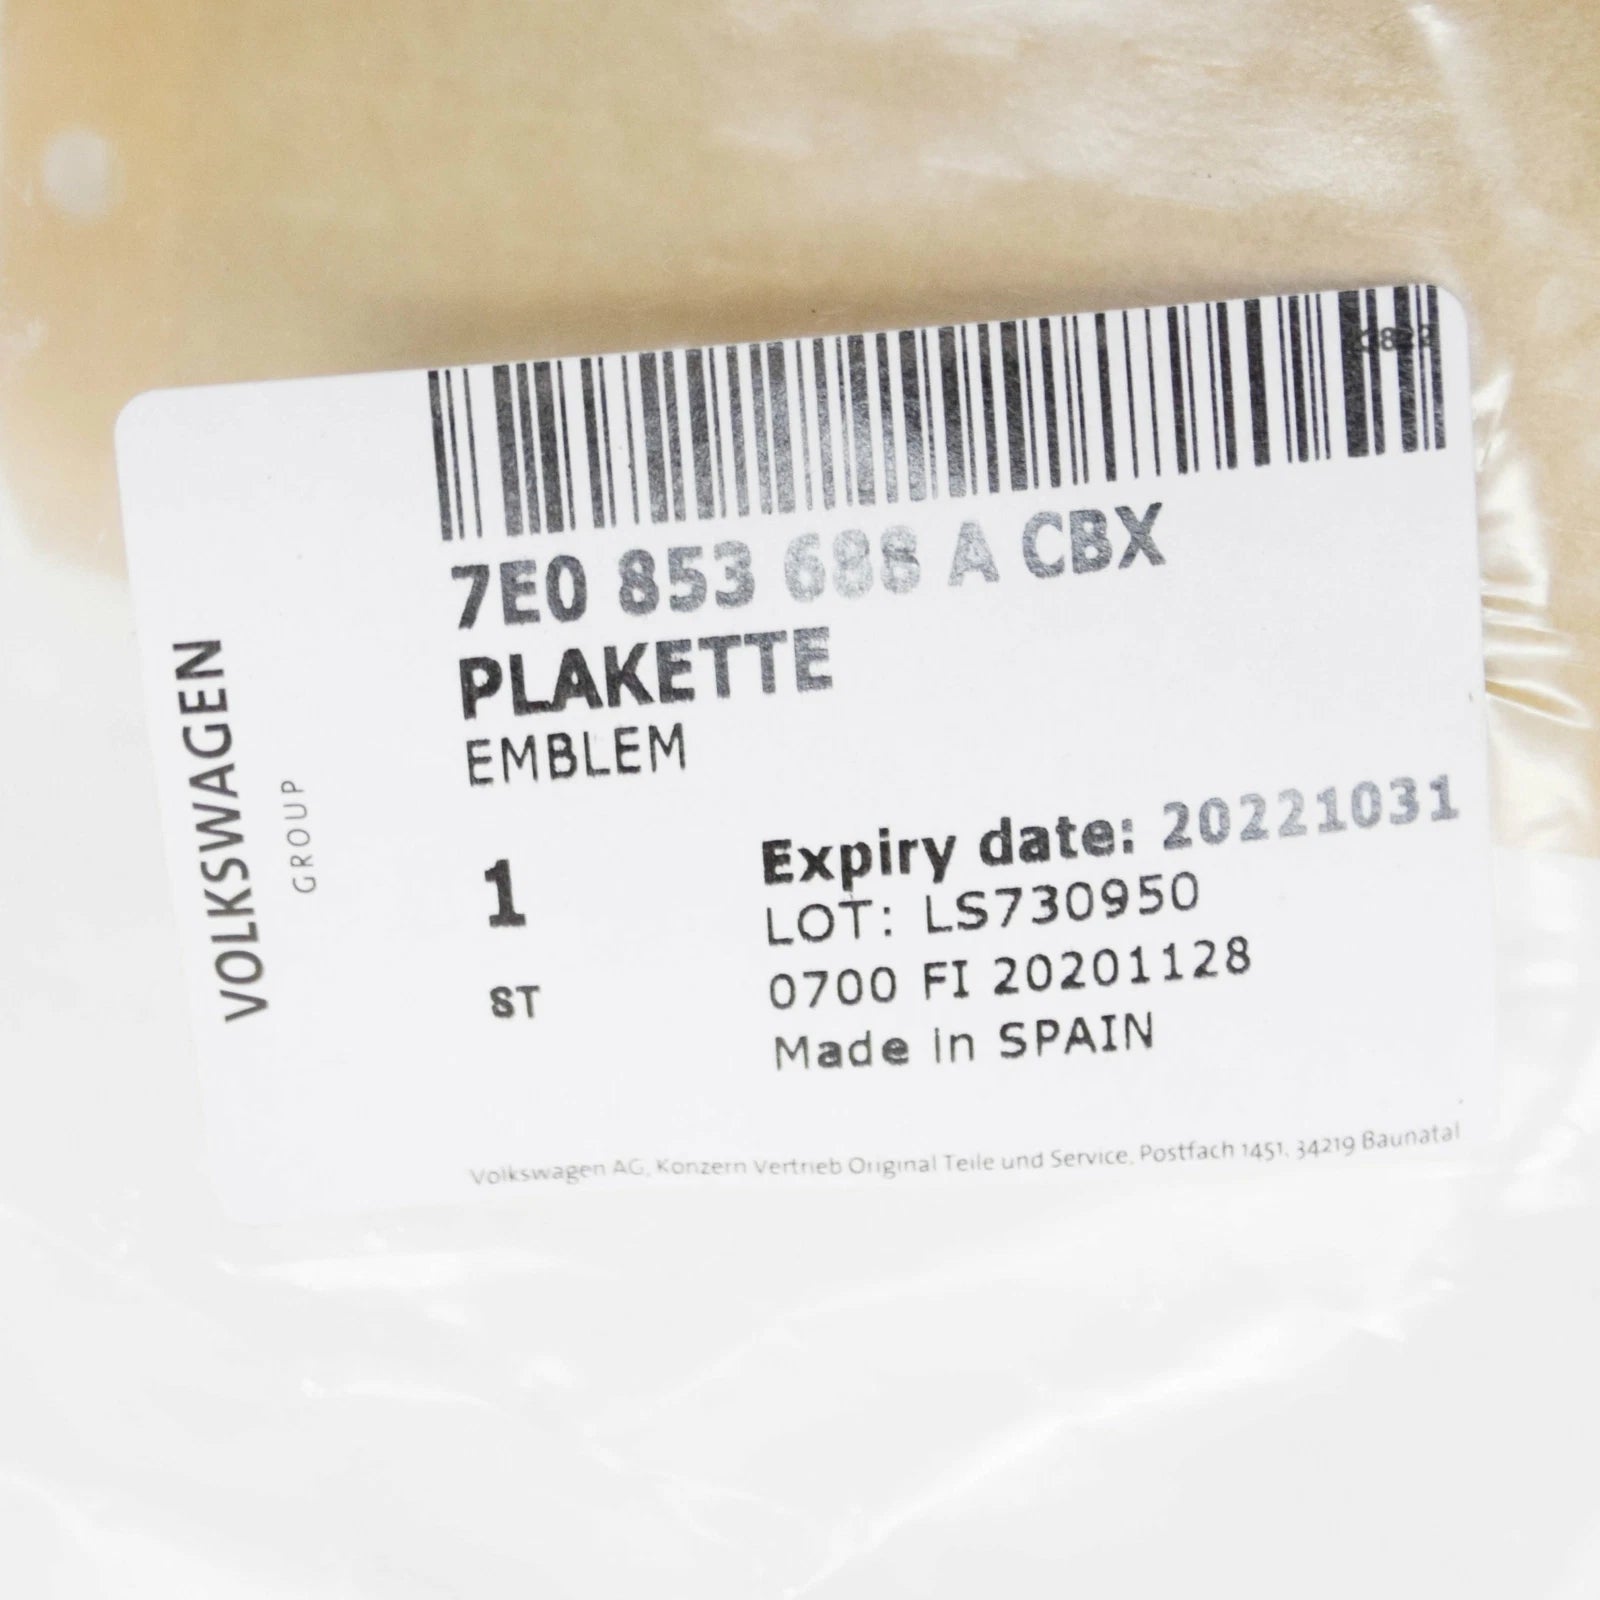 7E0 853 688 A CBX
PLAKETTE
EMBLEM
VOLKSWAGEN
GROUP
1
ST
Expiry date: 20221031
LOT: LS730950
0700 FI 20201128
Made in SPAIN
Volkswagen AG, Konzern Vertrieb Original Teile und Service, Postfach 1451, 34219 Baunatal